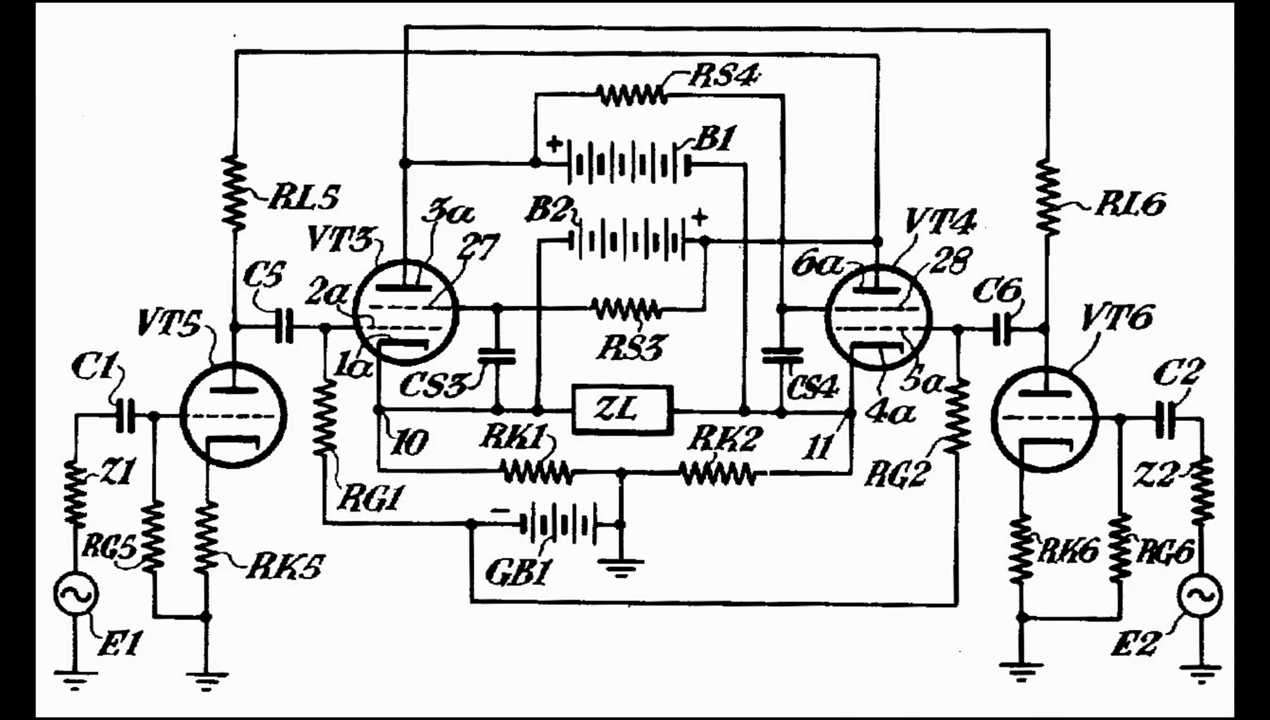 RS4
+
B1
B2
+
RL5
3a
27
VT3
VT4
6a
28
RL6
C5
2a
C6
VT5
VT6
1a
RS3
C1
CS3
ZL
CS4
5a
4a
C2
10
RK1
RK2
11
Z1
RG1
RG2
Z2
RG5
RK5
−
GB1
RK6
RG6
E1
E2